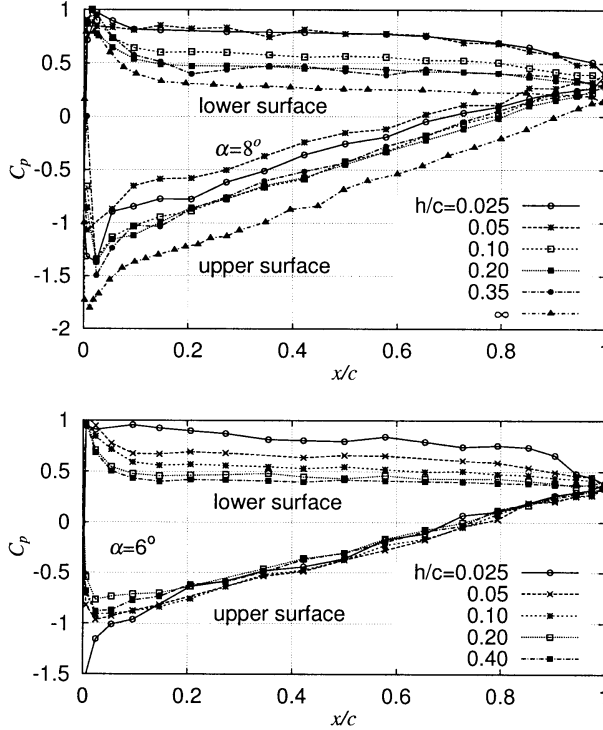 1
0.5
0
-0.5
-1
-1.5
-2
C_p
lower surface
α=8°
upper surface
h/c=0.025
0.05
0.10
0.20
0.35
∞
0 0.2 0.4 0.6 0.8 1
x/c
1
0.5
0
-0.5
-1
-1.5
C_p
lower surface
α=6°
upper surface
h/c=0.025
0.05
0.10
0.20
0.40
0 0.2 0.4 0.6 0.8 1
x/c